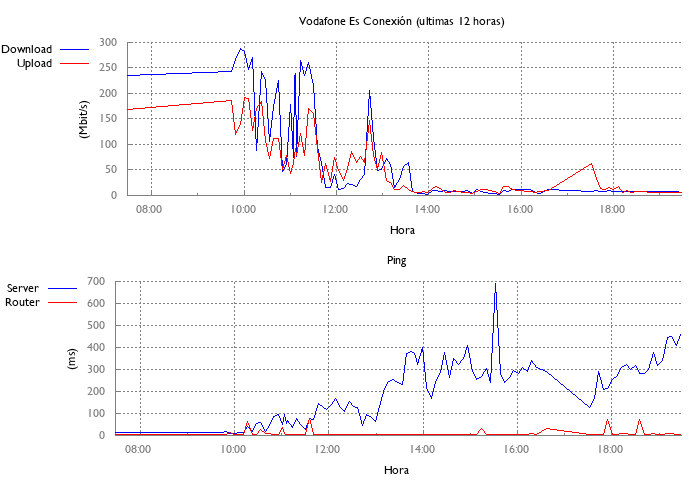 Vodafone Es Conexión (ultimas 12 horas)
Download
Upload
(Mbit/s)
300
250
200
150
100
50
0
08:00 10:00 12:00 14:00 16:00 18:00
Hora
Ping
Server
Router
(ms)
700
600
500
400
300
200
100
0
08:00 10:00 12:00 14:00 16:00 18:00
Hora